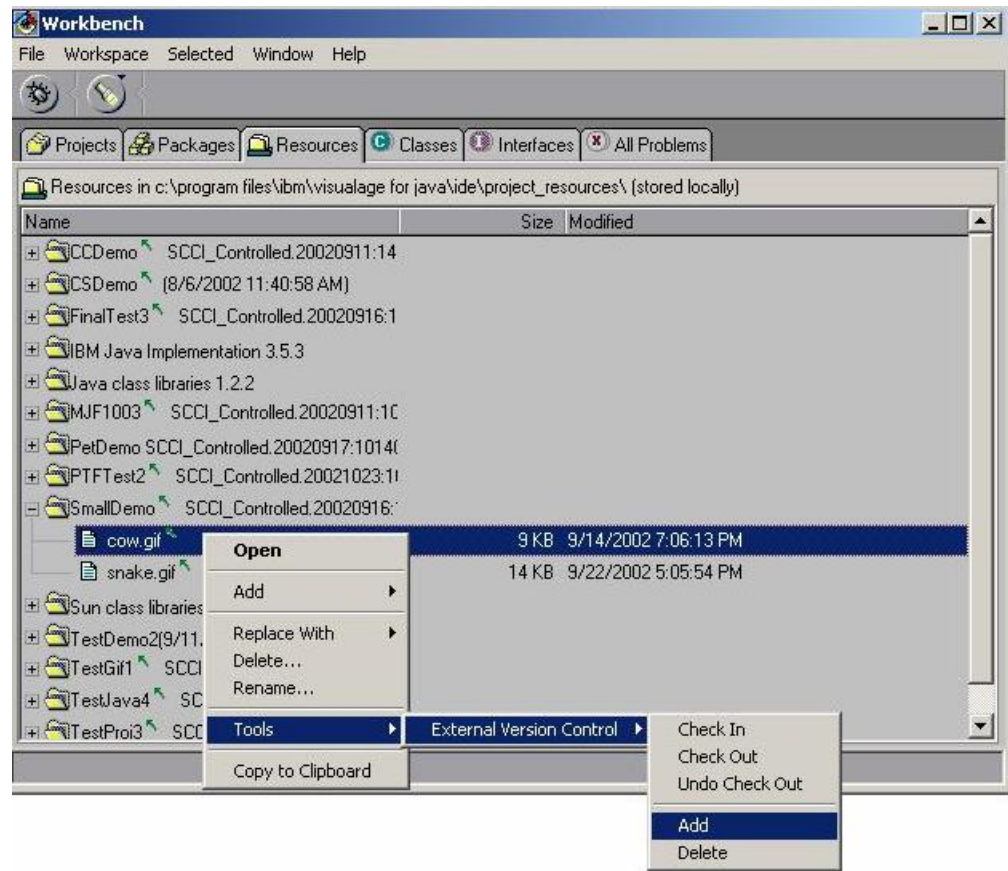 Workbench
File Workspace Selected Window Help
Projects Packages Resources Classes Interfaces All Problems
Resources in c:\program files\ibm\visualage for java\ide\project_resources\ (stored locally)
Name Size Modified
CCDemo SCCI_Controlled.20020911:14
CSDemo (8/6/2002 11:40:58 AM)
FinalTest3 SCCI_Controlled.20020916:1
IBM Java Implementation 3.5.3
Java class libraries 1.2.2
MJF1003 SCCI_Controlled.20020911:10
PetDemo SCCI_Controlled.20020917:1014
PTFTest2 SCCI_Controlled.20021023:1
SmallDemo SCCI_Controlled.20020916:
cow.gif 9 KB 9/14/2002 7:06:13 PM
snake.gif 14 KB 9/22/2002 5:05:54 PM
Sun class libraries
TestDemo2(9/11.
TestGif1 SCCI
TestJava4 SC
TestProj3 SCC
Open
Add
Replace With
Delete...
Rename...
Tools
Copy to Clipboard
External Version Control
Check In
Check Out
Undo Check Out
Add
Delete